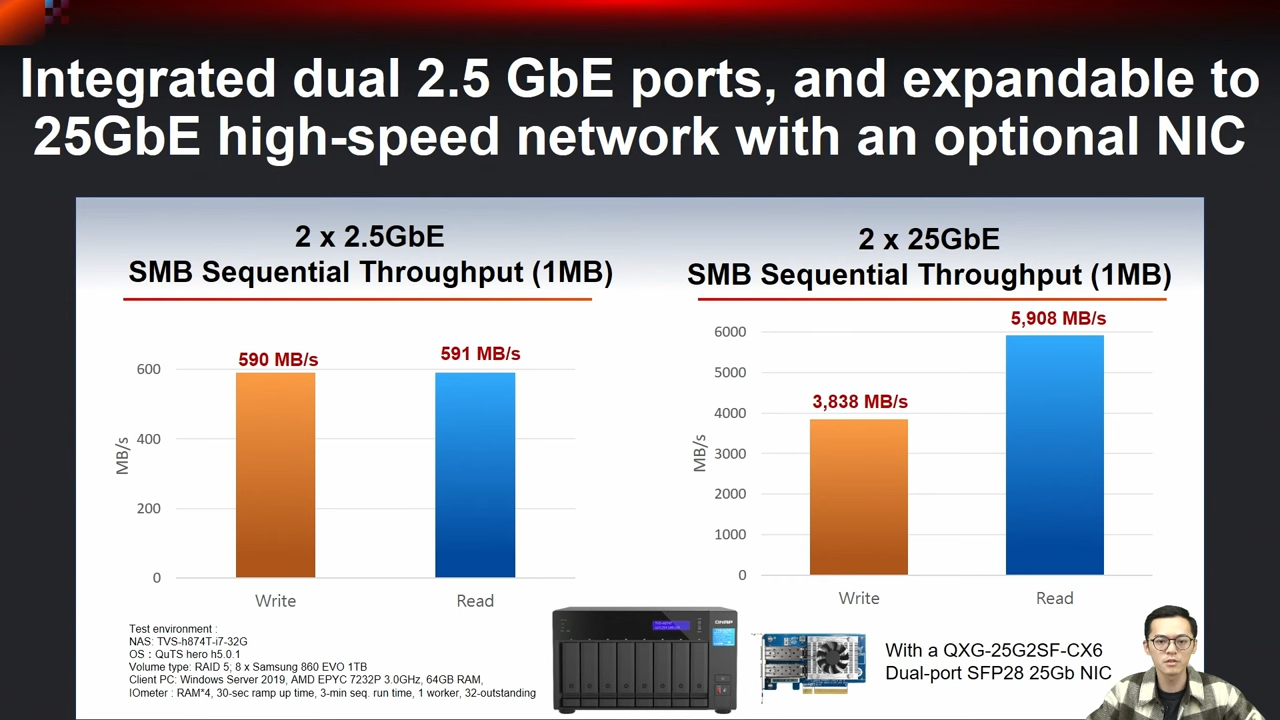 Integrated dual 2.5 GbE ports, and expandable to
25GbE high-speed network with an optional NIC
2 x 2.5GbE
SMB Sequential Throughput (1MB)
590 MB/s
591 MB/s
600
400
200
0
MB/s
Write
Read
2 x 25GbE
SMB Sequential Throughput (1MB)
5,908 MB/s
3,838 MB/s
6000
5000
4000
3000
2000
1000
0
MB/s
Write
Read
Test environment :
NAS: TVS-h874T-i7-32G
OS : QuTS hero h5.0.1
Volume type: RAID 5; 8 x Samsung 860 EVO 1TB
Client PC: Windows Server 2019, AMD EPYC 7232P 3.0GHz, 64GB RAM,
IOmeter : RAM*4, 30-sec ramp up time, 3-min seq. run time, 1 worker, 32-outstanding
QNAP
With a QXG-25G2SF-CX6
Dual-port SFP28 25Gb NIC